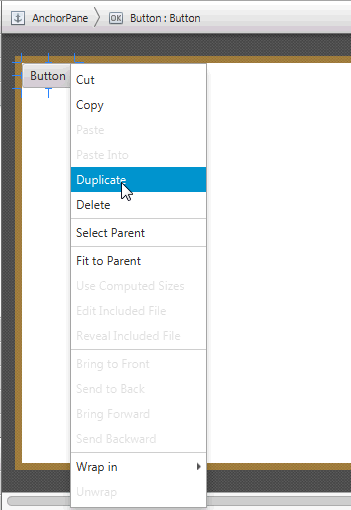 AnchorPane OK Button : Button
Button
Cut
Copy
Paste
Paste Into
Duplicate
Delete
Select Parent
Fit to Parent
Use Computed Sizes
Edit Included File
Reveal Included File
Bring to Front
Send to Back
Bring Forward
Send Backward
Wrap in
Unwrap